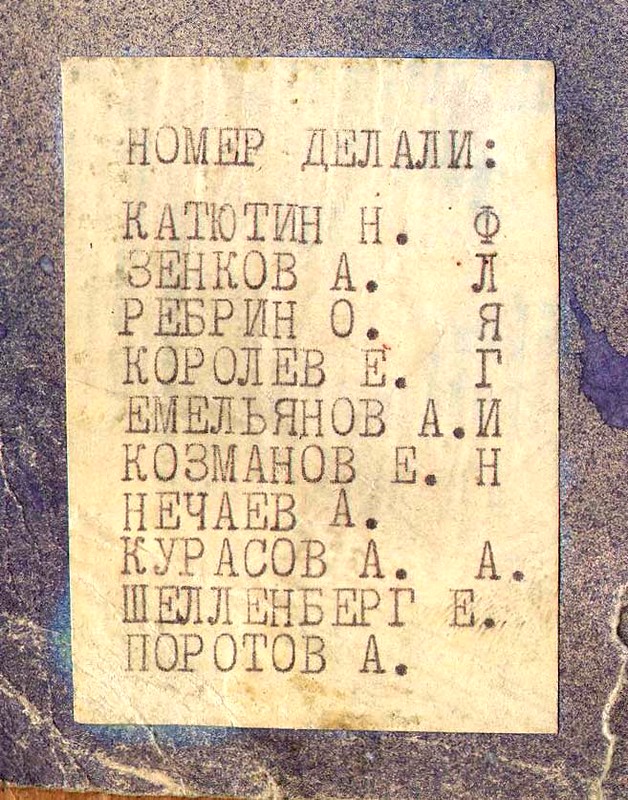 НОМЕР ДЕЛАЛИ:
КАТЮТИН Н. Ф
ЗЕНКОВ А. Л
РЕБРИН О. Я
КОРОЛЕВ Е. Г
ЕМЕЛЬЯНОВ А. И
КОЗМАНОВ Е. Н
НЕЧАЕВ А.
КУРАСОВ А. А.
ШЕЛЛЕНБЕРГ Е.
ПОРОТОВ А.